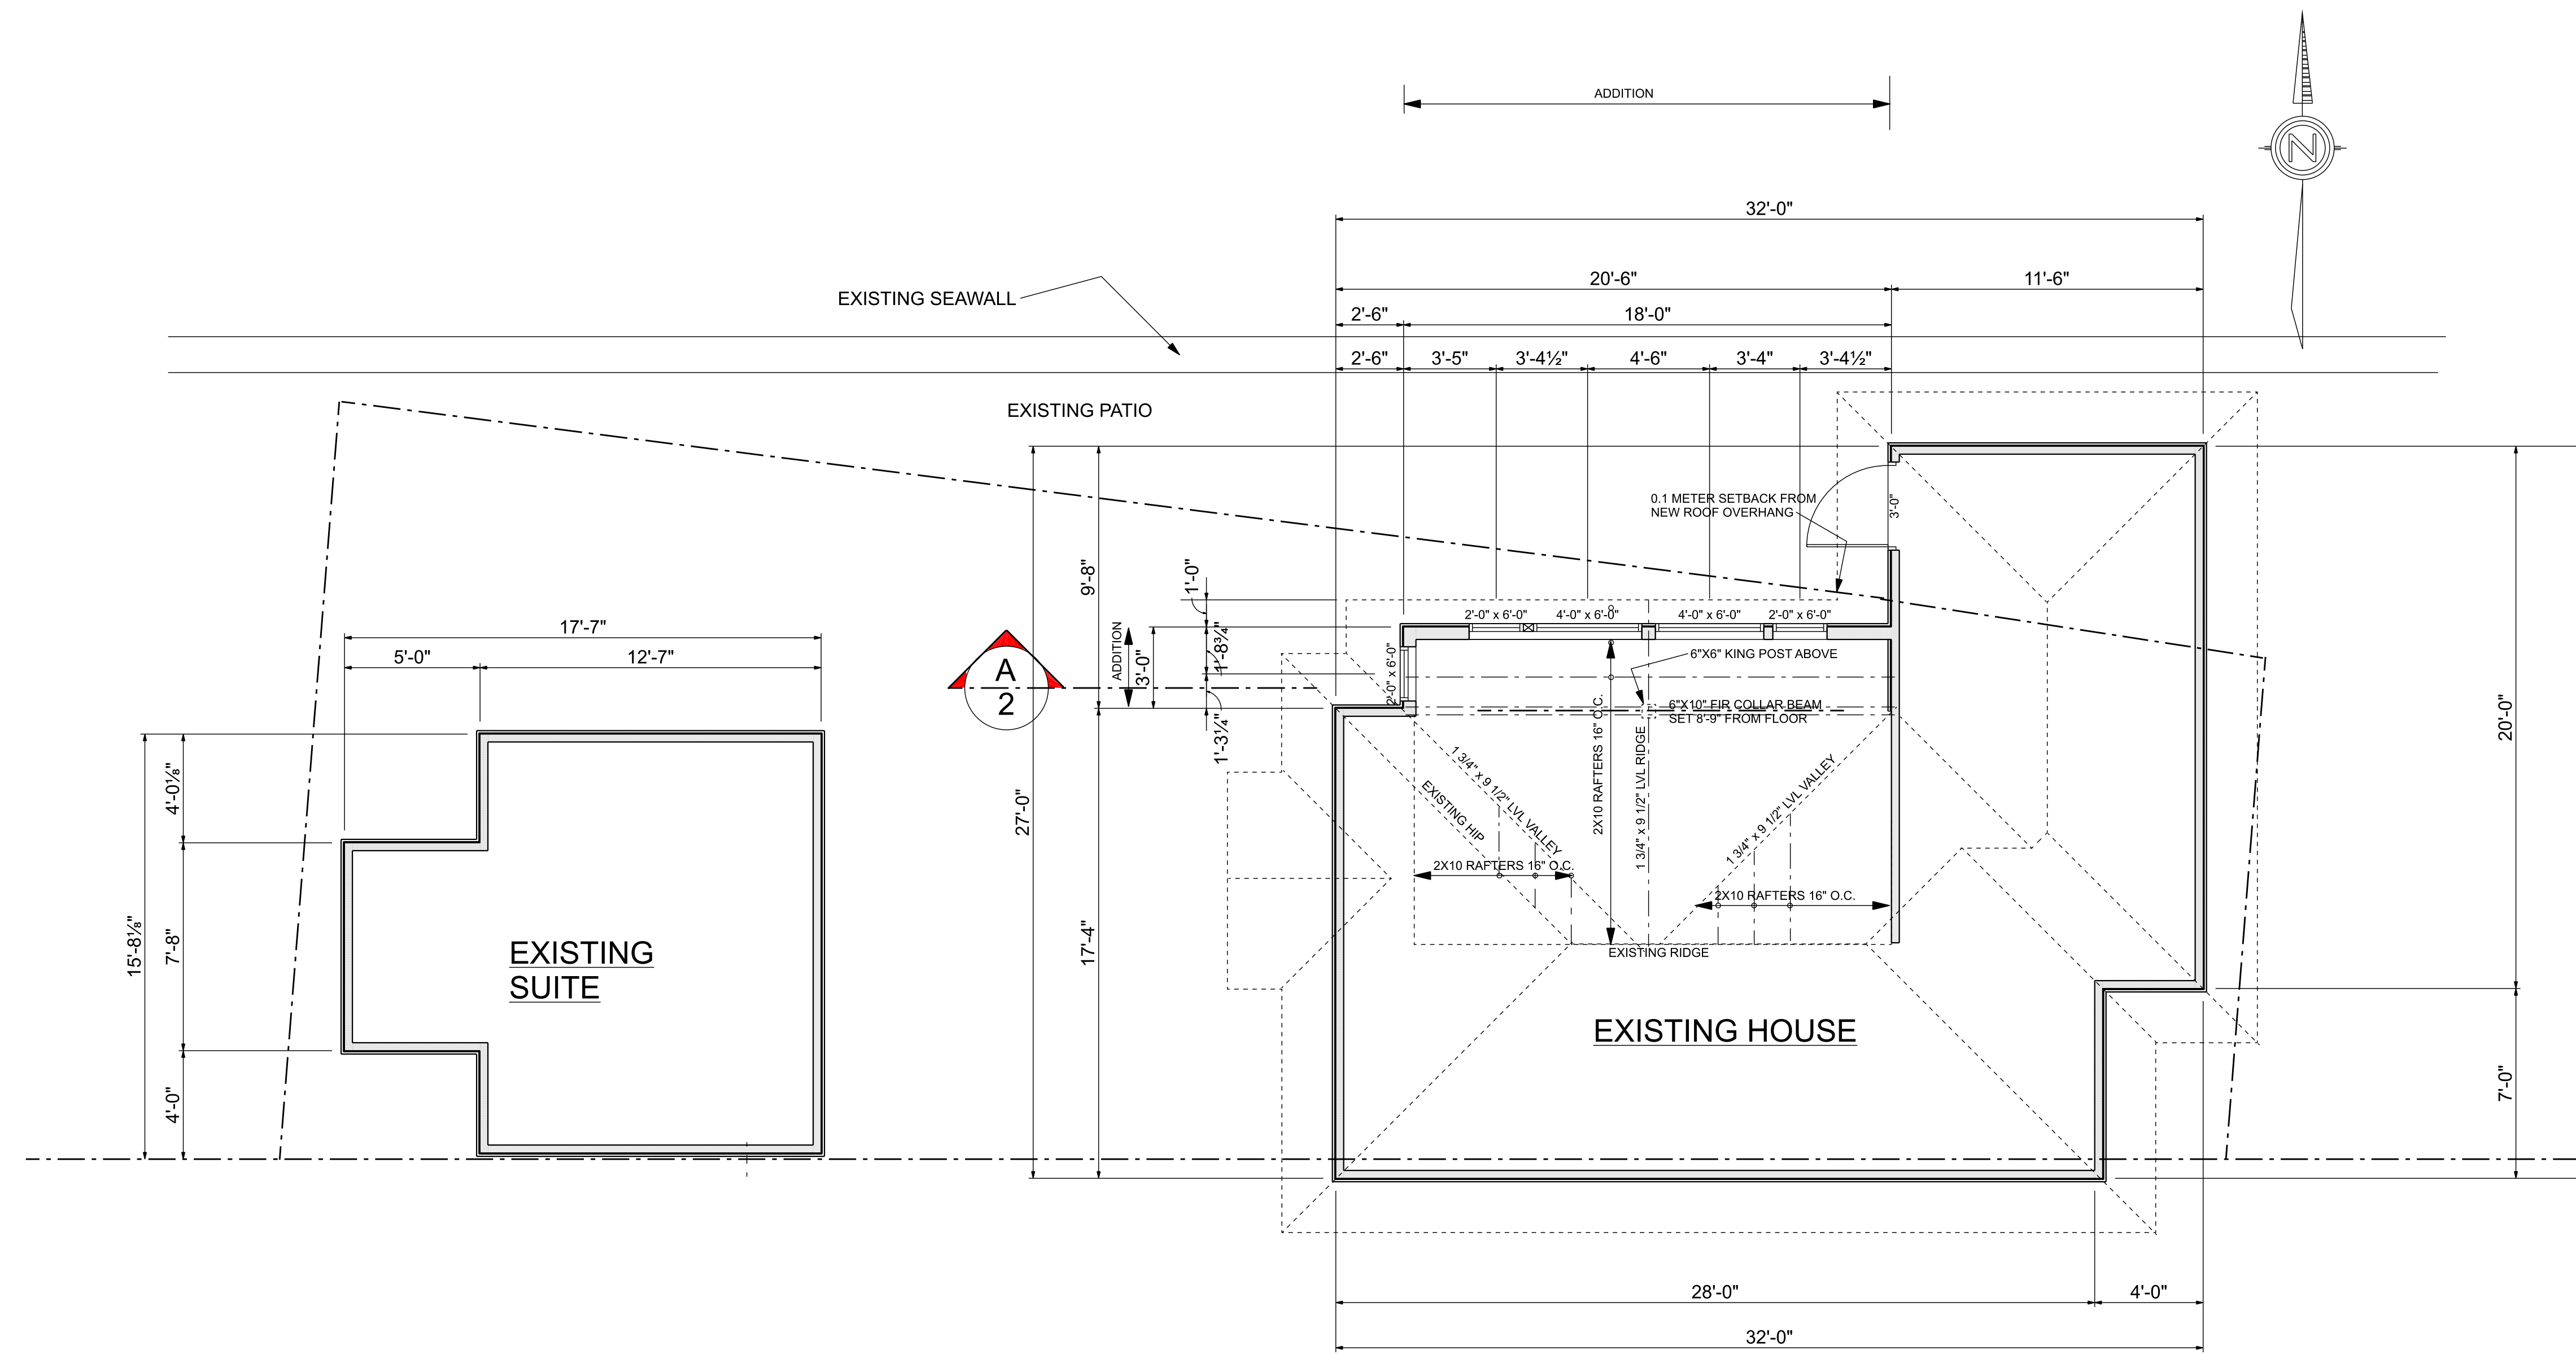 ADDITION
N
32'-0"
20'-6"
11'-6"
EXISTING SEAWALL
2'-6"
18'-0"
2'-6"
3'-5"
3'-4½"
4'-6"
3'-4"
3'-4½"
EXISTING PATIO
0.1 METER SETBACK FROM
NEW ROOF OVERHANG
3'-0"
9'-8"
1'-0"
ADDITION
3'-0"
1'-8¾"
1'-3¼"
2'-0" x 6'-0"
4'-0" x 6'-0"
4'-0" x 6'-0"
2'-0" x 6'-0"
2'-0" x 6'-0"
17'-7"
5'-0"
12'-7"
A
2
6"X6" KING POST ABOVE
6"X10" FIR COLLAR BEAM
SET 8'-9" FROM FLOOR
2X10 RAFTERS 16" O.C.
1 3/4" x 9 1/2" LVL RIDGE
1 3/4" x 9 1/2" LVL VALLEY
1 3/4" x 9 1/2" LVL VALLEY
EXISTING HIP
2X10 RAFTERS 16" O.C.
2X10 RAFTERS 16" O.C.
EXISTING RIDGE
20'-0"
4'-0⅛"
27'-0"
15'-8⅛"
7'-8"
17'-4"
EXISTING
SUITE
EXISTING HOUSE
4'-0"
7'-0"
28'-0"
4'-0"
32'-0"